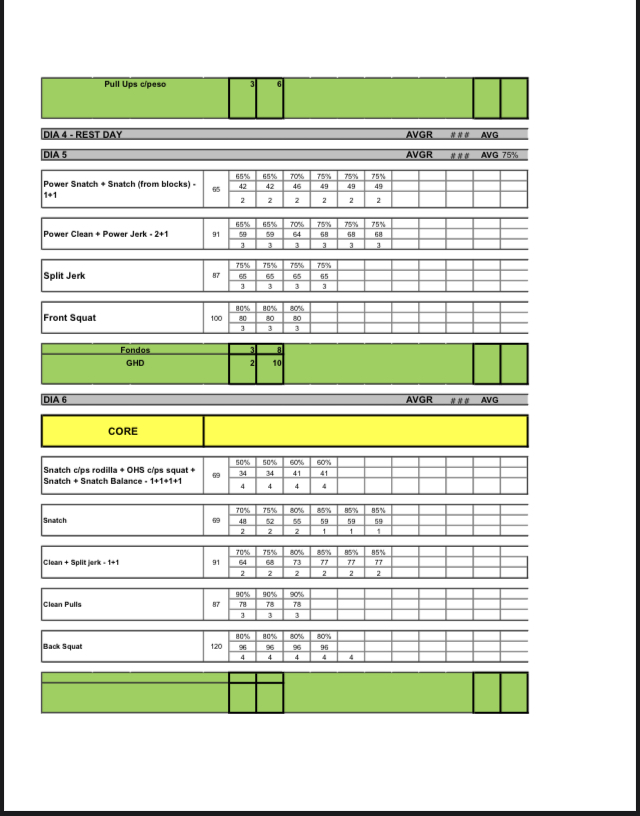 Pull Ups c/peso 3 6
DIA 4 - REST DAY AVGR ### AVG
DIA 5 AVGR ### AVG 75%
65% 65% 70% 75% 75% 75%
Power Snatch + Snatch (from blocks) - 65 42 42 46 49 49 49
1+1 2 2 2 2 2 2
65% 65% 70% 75% 75% 75%
Power Clean + Power Jerk - 2+1 91 59 59 64 68 68 68
3 3 3 3 3 3
75% 75% 75% 75%
Split Jerk 87 65 65 65 65
3 3 3 3
80% 80% 80%
Front Squat 100 80 80 80
3 3 3
Fondos 3 8
GHD 2 10
DIA 6 AVGR ### AVG
CORE
50% 50% 60% 60%
Snatch c/ps rodilla + OHS c/ps squat + 69 34 34 41 41
Snatch + Snatch Balance - 1+1+1+1 4 4 4 4
70% 75% 80% 85% 85% 85%
Snatch 69 48 52 55 59 59 59
2 2 2 1 1 1
70% 75% 80% 85% 85% 85%
Clean + Split jerk - 1+1 91 64 68 73 77 77 77
2 2 2 2 2 2
90% 90% 90%
Clean Pulls 87 78 78 78
3 3 3
80% 80% 80% 80%
Back Squat 120 96 96 96 96
4 4 4 4 4